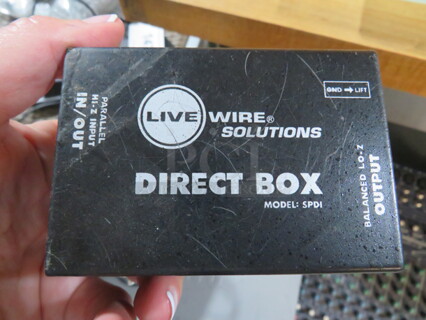 LIVE WIRE®
SOLUTIONS
DIRECT BOX
MODEL: SPDI
PARALLEL
HI-Z INPUT
IN/OUT
GND → LIFT
BALANCED LO-Z
OUTPUT